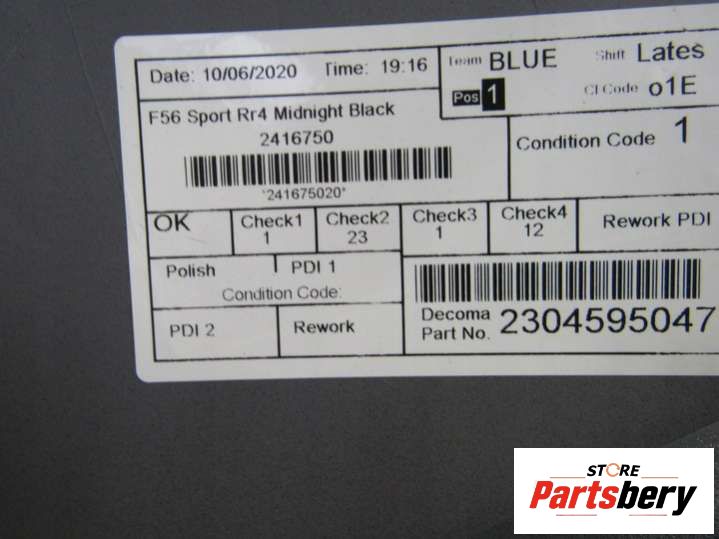 Date: 10/06/2020 Time: 19:16
Team BLUE Shift Lates
Pos 1 CI Code o1E
F56 Sport Rr4 Midnight Black
2416750
*241675020*
Condition Code 1
OK Check1 Check2 Check3 Check4 Rework PDI
1 23 1 12
Polish PDI 1
Condition Code:
PDI 2 Rework
Decoma
Part No. 2304595047
STORE
Partsbery